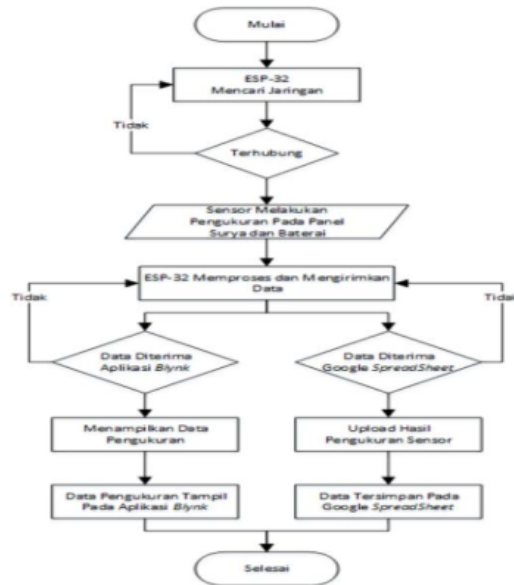 Mulai
ESP-32
Mencari Jaringan
Tidak
Terhubung
Sensor Melakukan
Pengukuran Pada Panel
Surya dan Baterai
ESP-32 Memproses dan Mengirimkan
Data
Tidak
Tidak
Data Diterima
Aplikasi Blynk
Data Diterima
Google SpreadSheet
Menampilkan Data
Pengukuran
Upload Hasil
Pengukuran Sensor
Data Pengukuran Tampil
Pada Aplikasi Blynk
Data Tersimpan Pada
Google SpreadSheet
Selesai